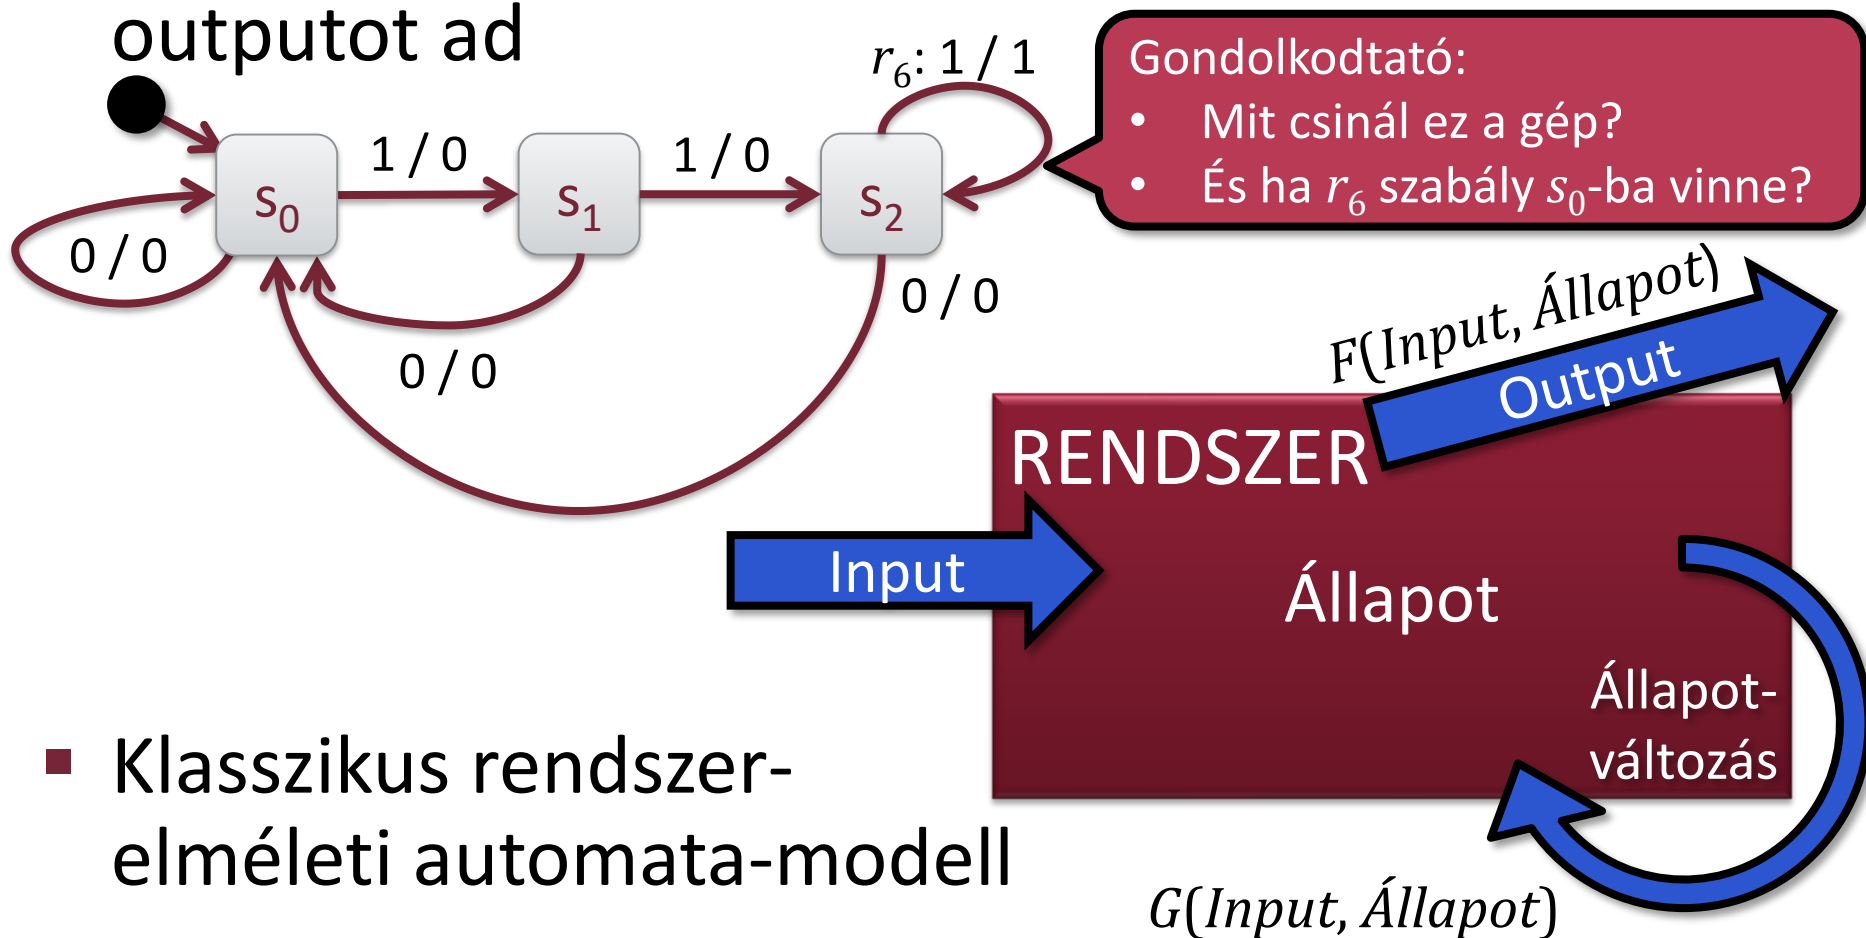 outputot ad
r₆: 1 / 1
Gondolkodtató:
• Mit csinál ez a gép?
• És ha r₆ szabály s₀-ba vinne?
1 / 0
1 / 0
s₀
s₁
s₂
0 / 0
0 / 0
0 / 0
F(Input, Állapot)
Output
RENDSZER
Input
Állapot
Állapot-
változás
▪ Klasszikus rendszer-
elméleti automata-modell
G(Input, Állapot)